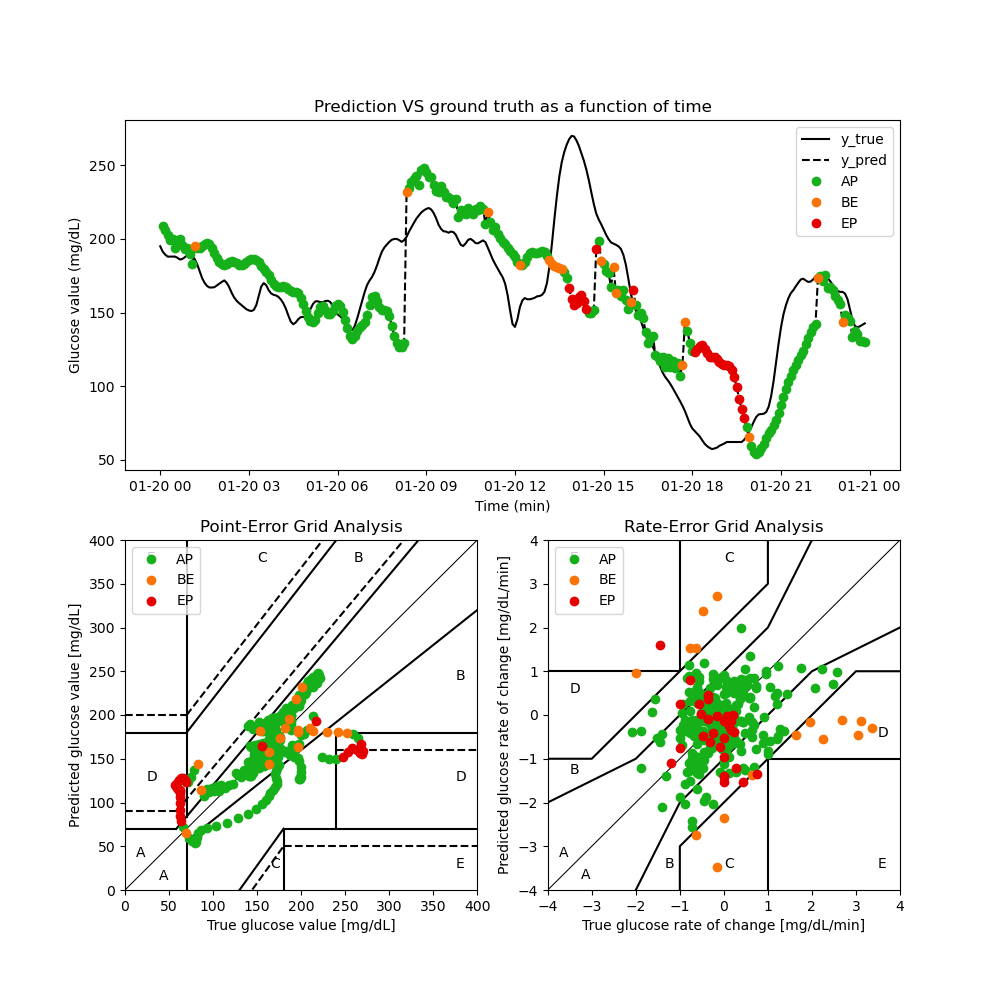 Prediction VS ground truth as a function of time
Glucose value (mg/dL)
250
200
150
100
50
y_true
y_pred
AP
BE
EP
01-20 00 01-20 03 01-20 06 01-20 09 01-20 12 01-20 15 01-20 18 01-20 21 01-21 00
Time (min)
Point-Error Grid Analysis
Predicted glucose value [mg/dL]
400
350
300
250
200
150
100
50
0
AP
BE
EP
C
B
B
D
D
A
A
C
E
0 50 100 150 200 250 300 350 400
True glucose value [mg/dL]
Rate-Error Grid Analysis
Predicted glucose rate of change [mg/dL/min]
4
3
2
1
0
−1
−2
−3
−4
AP
BE
EP
C
D
D
B
A
A
B
C
E
−4 −3 −2 −1 0 1 2 3 4
True glucose rate of change [mg/dL/min]